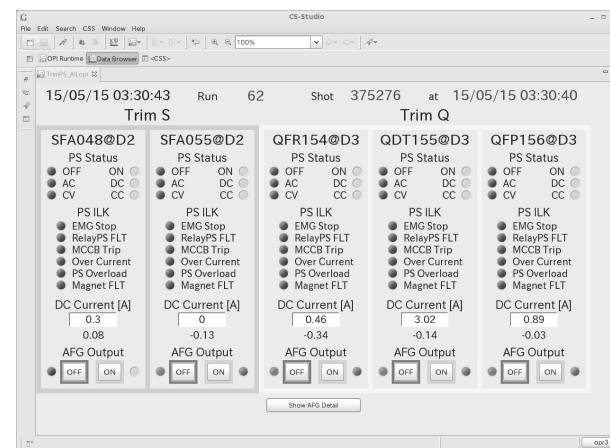 CS-Studio
File Edit Search CSS Window Help
100%
OPI Runtime Data Browser <CSS>
TrimPS_All.opi
15/05/15 03:30:43 Run 62 Shot 375276 at 15/05/15 03:30:40
Trim S Trim Q
SFA048@D2 SFA055@D2 QFR154@D3 QDT155@D3 QFP156@D3
PS Status PS Status PS Status PS Status PS Status
OFF ON OFF ON OFF ON OFF ON OFF ON
AC DC AC DC AC DC AC DC AC DC
CV CC CV CC CV CC CV CC CV CC
PS ILK PS ILK PS ILK PS ILK PS ILK
EMG Stop EMG Stop EMG Stop EMG Stop EMG Stop
RelayPS FLT RelayPS FLT RelayPS FLT RelayPS FLT RelayPS FLT
MCCB Trip MCCB Trip MCCB Trip MCCB Trip MCCB Trip
Over Current Over Current Over Current Over Current Over Current
PS Overload PS Overload PS Overload PS Overload PS Overload
Magnet FLT Magnet FLT Magnet FLT Magnet FLT Magnet FLT
DC Current [A] DC Current [A] DC Current [A] DC Current [A] DC Current [A]
0.3 0 0.46 3.02 0.89
0.08 -0.13 -0.34 -0.14 -0.03
AFG Output AFG Output AFG Output AFG Output AFG Output
OFF ON OFF ON OFF ON OFF ON OFF ON
Show AFG Detail
opr3